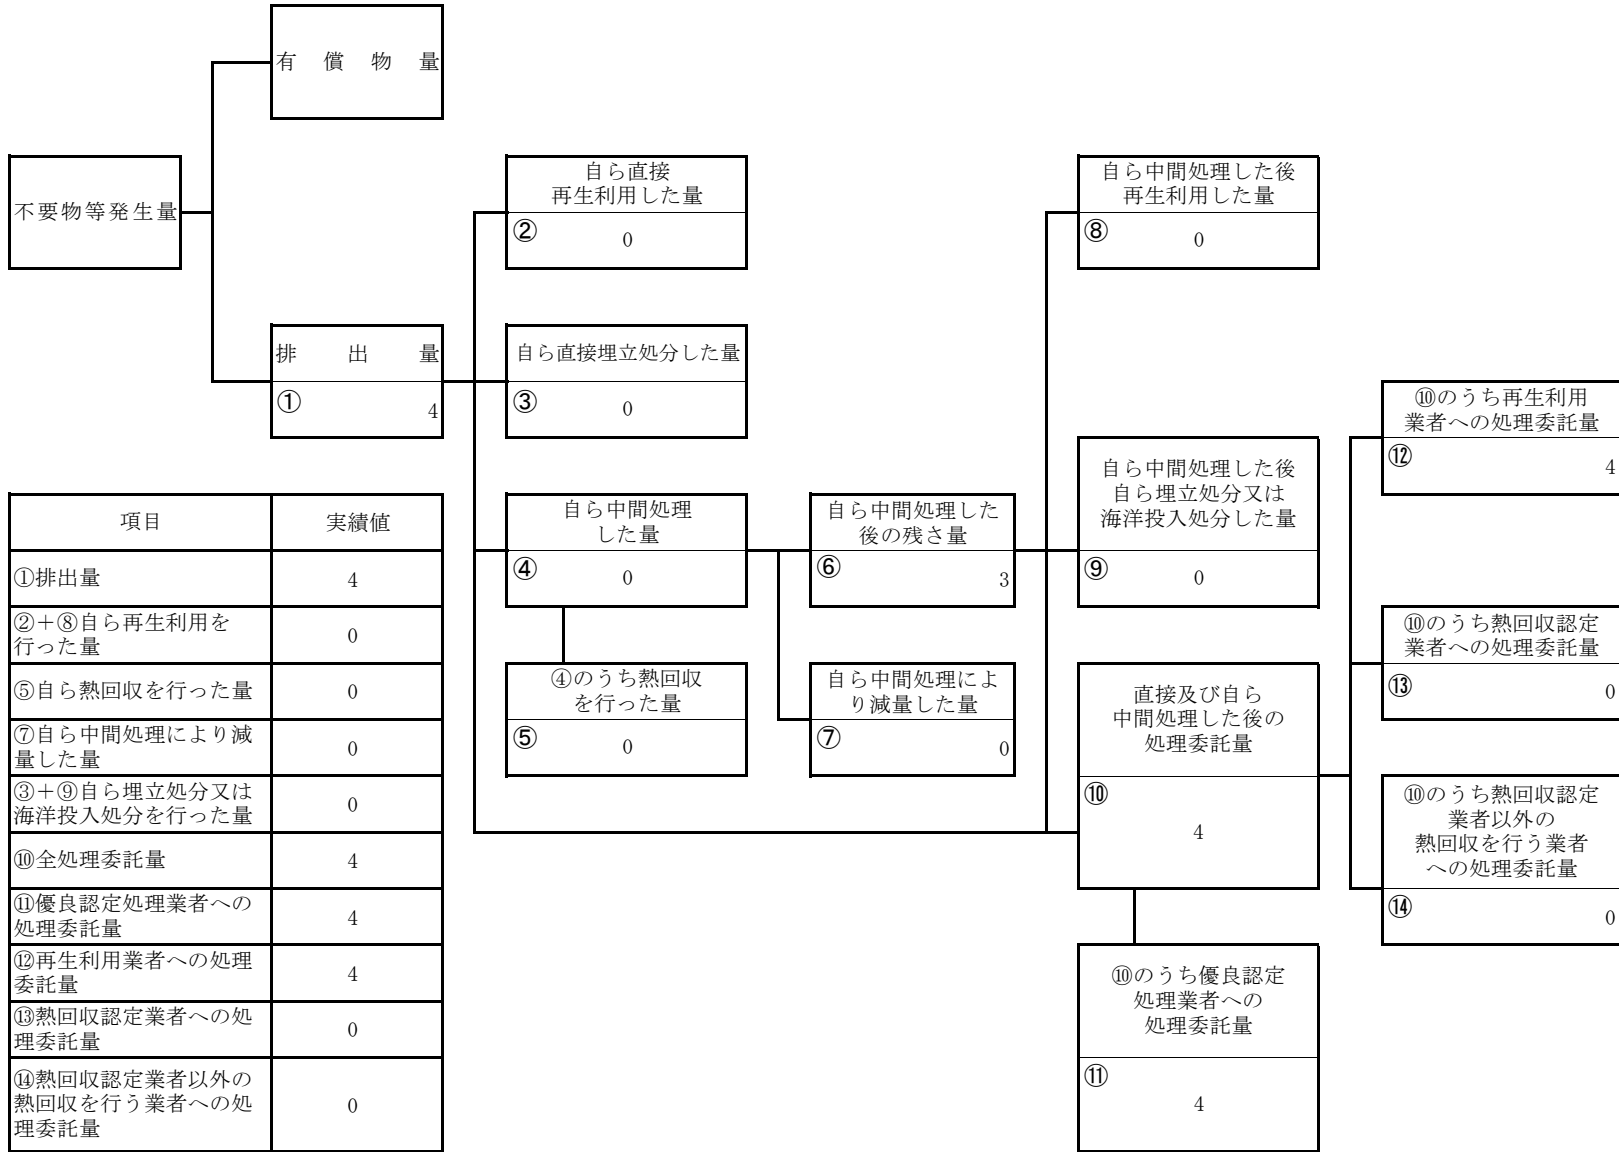 有償物量
不要物等発生量
自ら直接
再生利用した量
② 0
自ら中間処理した後
再生利用した量
⑧ 0
排出量
① 4
自ら直接埋立処分した量
③ 0
⑩のうち再生利用
業者への処理委託量
⑫ 4
自ら中間処理した後
自ら埋立処分又は
海洋投入処分した量
⑨ 0
自ら中間処理
した量
④ 0
自ら中間処理した
後の残さ量
⑥ 3
⑩のうち熱回収認定
業者への処理委託量
⑬ 0
④のうち熱回収
を行った量
⑤ 0
自ら中間処理によ
り減量した量
⑦ 0
直接及び自ら
中間処理した後の
処理委託量
⑩
4
⑩のうち熱回収認定
業者以外の
熱回収を行う業者
への処理委託量
⑭ 0
⑩のうち優良認定
処理業者への
処理委託量
⑪
4
項目 実績値
①排出量 4
②+⑧自ら再生利用を
行った量 0
⑤自ら熱回収を行った量 0
⑦自ら中間処理により減
量した量 0
③+⑨自ら埋立処分又は
海洋投入処分を行った量 0
⑩全処理委託量 4
⑪優良認定処理業者への
処理委託量 4
⑫再生利用業者への処理
委託量 4
⑬熱回収認定業者への処
理委託量 0
⑭熱回収認定業者以外の
熱回収を行う業者への処
理委託量 0